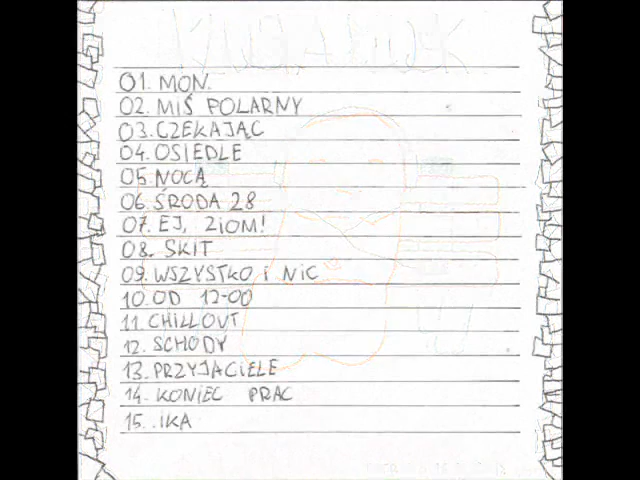 01. MON.
02. MIŚ POLARNY
03. CZEKAJĄC
04. OSIEDLE
05. NOCĄ
06. ŚRODA 28
07. EJ, ZIOM!
08. SKIT
09. WSZYSTKO i NiC
10. OD 12-00
11. CHILLOUT
12. SCHODY
13. PRZYJACiELE
14. KONIEC PRAC
15. .iKA